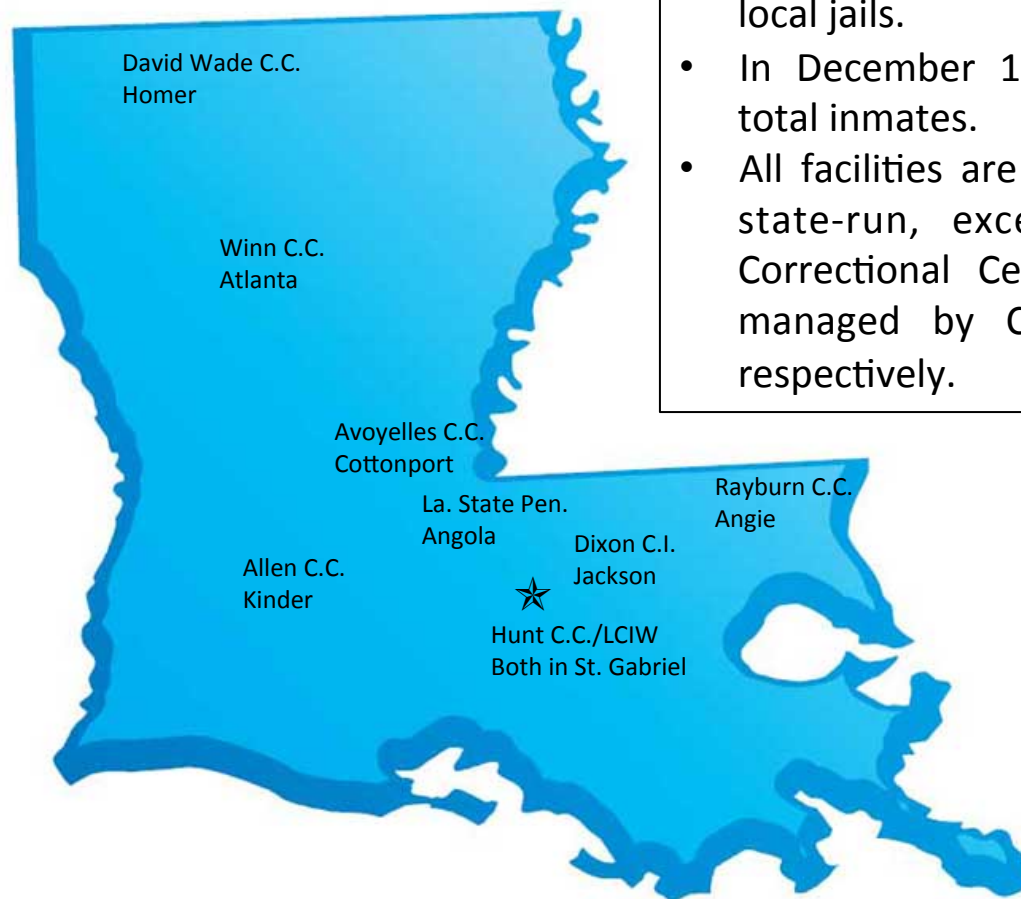 local jails.
• In December 1
total inmates.
• All facilities are
state-run, exce
Correctional Ce
managed by C
respectively.
David Wade C.C.
Homer
Winn C.C.
Atlanta
Avoyelles C.C.
Cottonport
La. State Pen.
Angola
Rayburn C.C.
Angie
Dixon C.I.
Jackson
Allen C.C.
Kinder
Hunt C.C./LCIW
Both in St. Gabriel